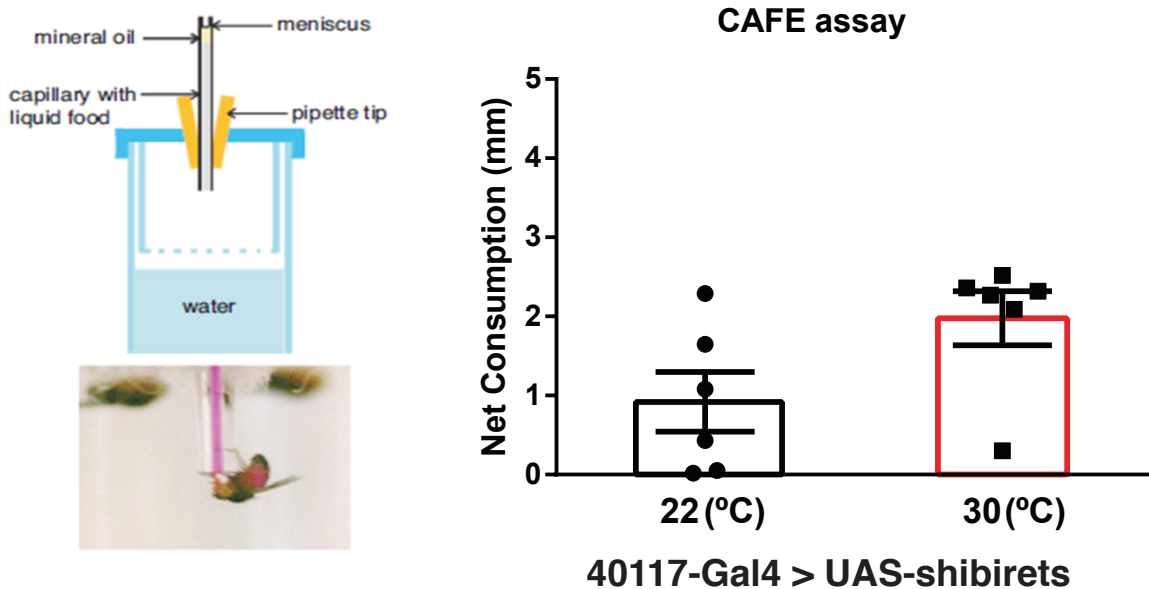 meniscus
mineral oil
capillary with
liquid food
pipette tip
water
CAFE assay
Net Consumption (mm)
5
4
3
2
1
0
22 (ºC)
30 (ºC)
40117-Gal4 > UAS-shibirets